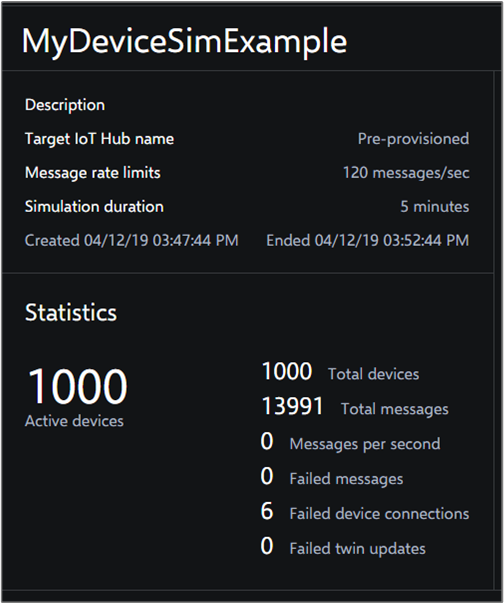 MyDeviceSimExample
Description
Target IoT Hub name Pre-provisioned
Message rate limits 120 messages/sec
Simulation duration 5 minutes
Created 04/12/19 03:47:44 PM Ended 04/12/19 03:52:44 PM
Statistics
1000
Active devices
1000 Total devices
13991 Total messages
0 Messages per second
0 Failed messages
6 Failed device connections
0 Failed twin updates